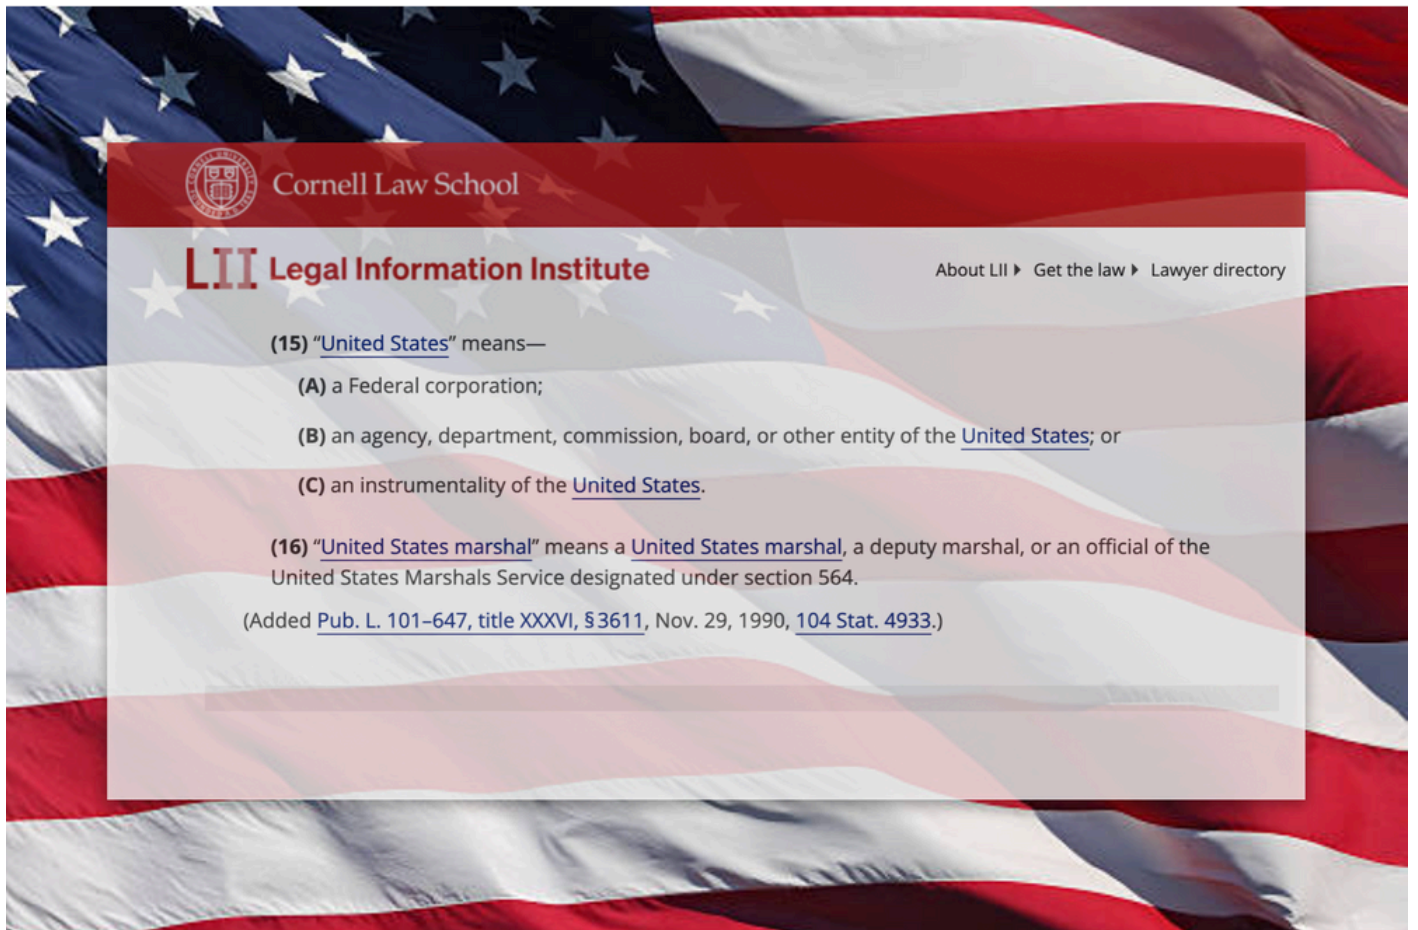 Cornell Law School
LII Legal Information Institute
About LII Get the law Lawyer directory
(15) “United States” means—
(A) a Federal corporation;
(B) an agency, department, commission, board, or other entity of the United States; or
(C) an instrumentality of the United States.
(16) “United States marshal” means a United States marshal, a deputy marshal, or an official of the
United States Marshals Service designated under section 564.
(Added Pub. L. 101–647, title XXXVI, §3611, Nov. 29, 1990, 104 Stat. 4933.)